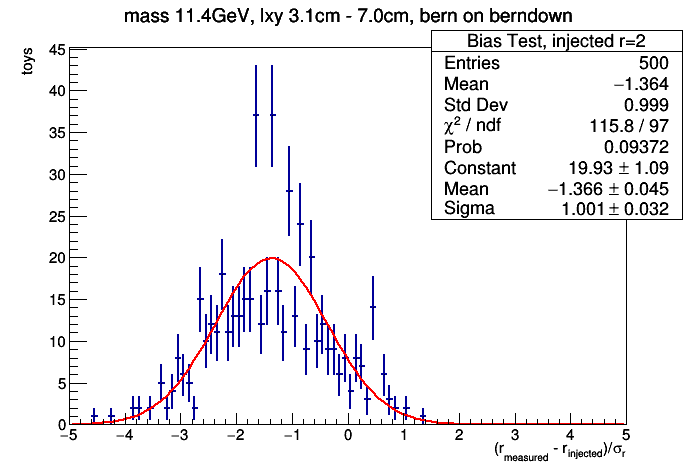 mass 11.4GeV, lxy 3.1cm - 7.0cm, bern on berndown
Bias Test, injected r=2
Entries 500
Mean −1.364
Std Dev 0.999
χ² / ndf 115.8 / 97
Prob 0.09372
Constant 19.93 ± 1.09
Mean −1.366 ± 0.045
Sigma 1.001 ± 0.032
toys
45
40
35
30
25
20
15
10
5
0
−5 −4 −3 −2 −1 0 1 2 3 4 5
(r_measured - r_injected)/σ_r